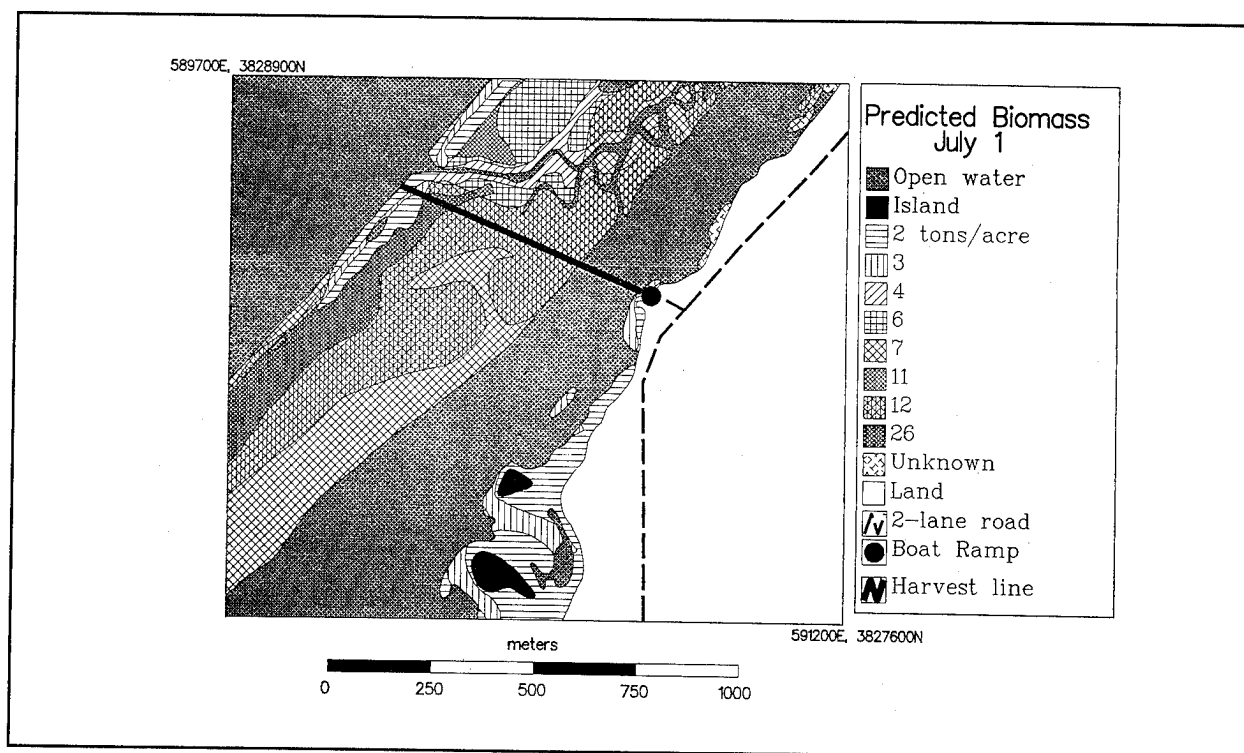 589700E, 3828900N
Predicted Biomass
July 1
Open water
Island
2 tons/acre
3
4
6
7
11
12
26
Unknown
Land
2-lane road
Boat Ramp
Harvest line
591200E, 3827600N
meters
0 250 500 750 1000